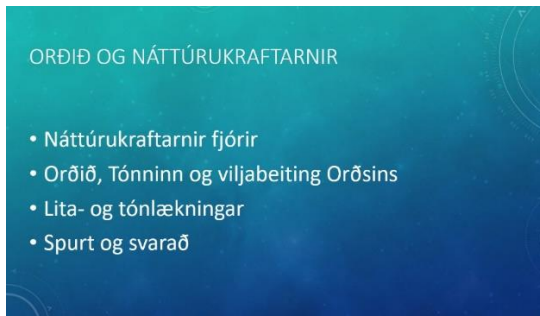 ORÐIÐ OG NÁTTÚRUKRAFTARNIR
• Náttúrukraftarnir fjórir
• Orðið, Tónninn og viljabeiting Orðsins
• Lita- og tónlækningar
• Spurt og svarað